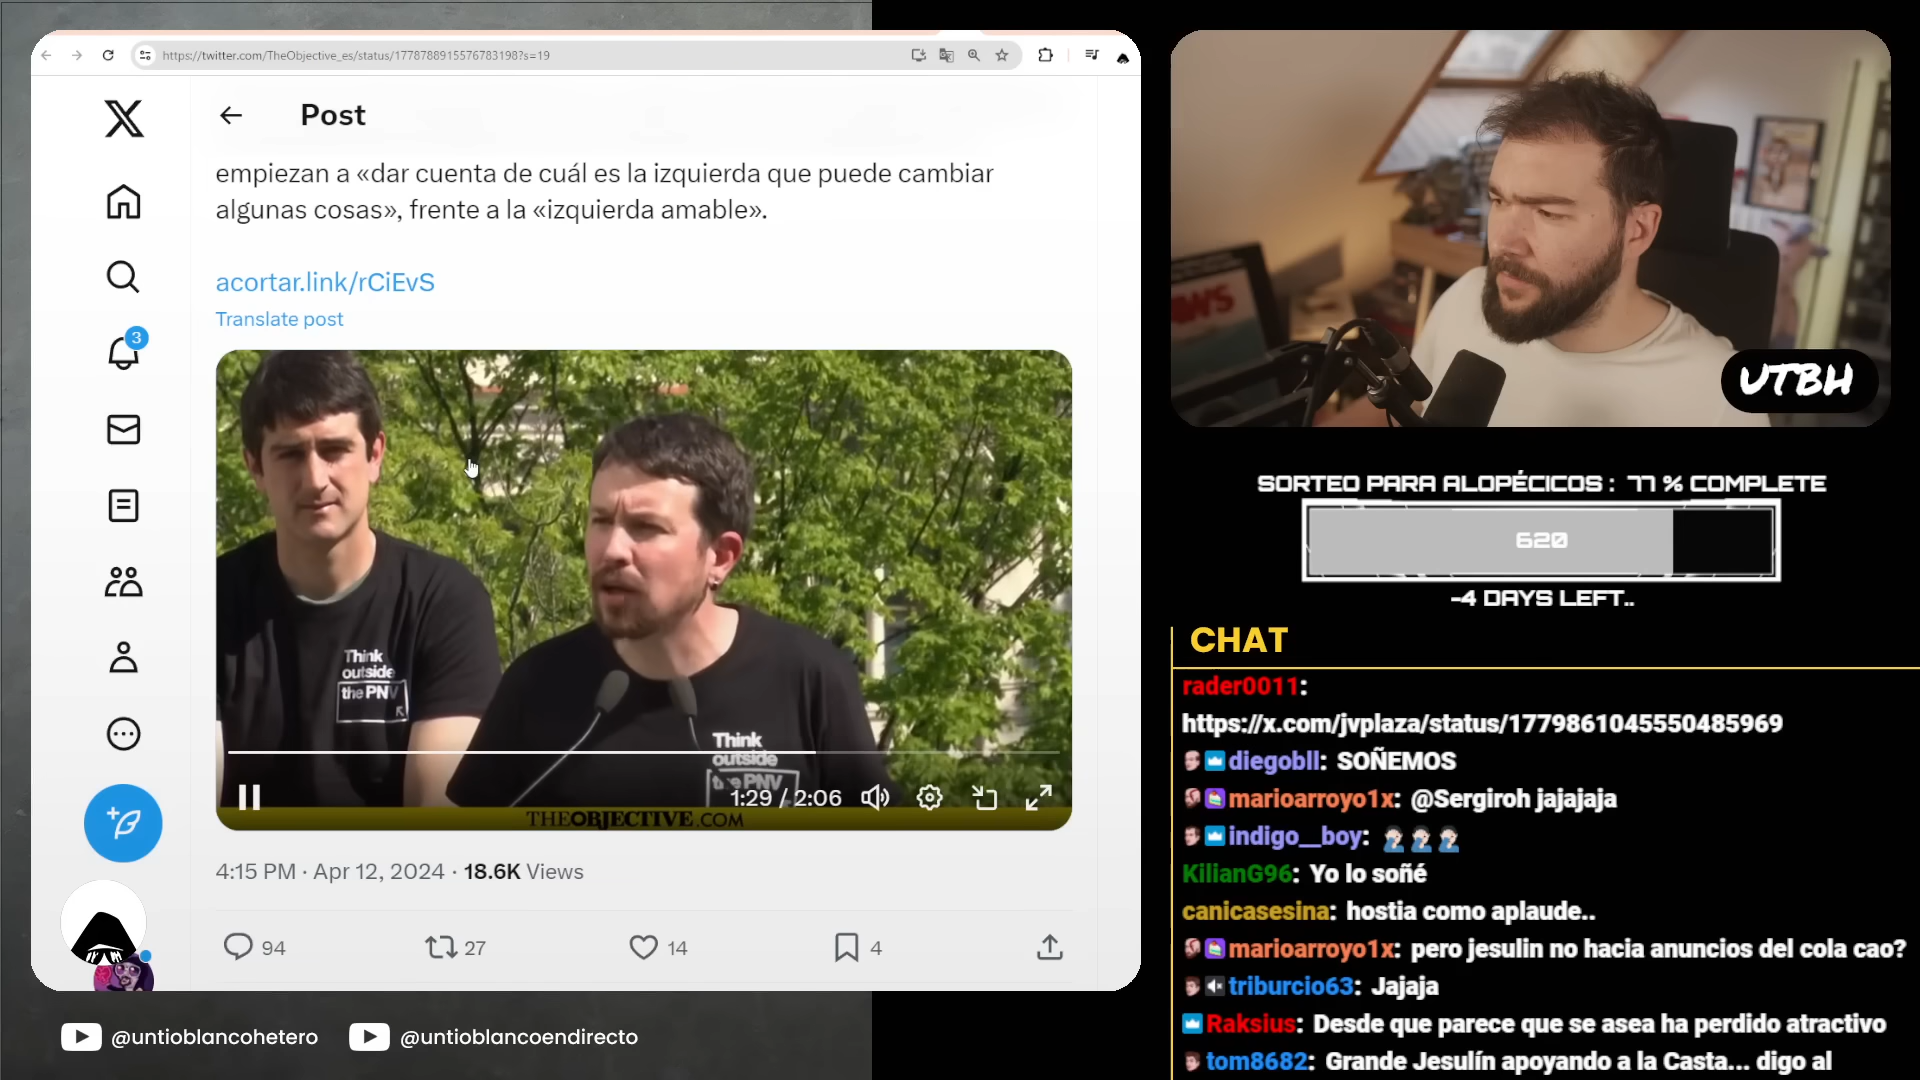 https://twitter.com/TheObjective_es/status/1778788915576783198?s=19
Post
empiezan a «dar cuenta de cuál es la izquierda que puede cambiar
algunas cosas», frente a la «izquierda amable».
acortar.link/rCiEvS
Translate post
3
Think
outside
the PNV
Think
outside
the PNV
1:29 / 2:06
THEOBJECTIVE.COM
4:15 PM · Apr 12, 2024 · 18.6K Views
94
27
14
4
@untioblancohetero
@untioblancoendirecto
UTBH
SORTEO PARA ALOPÉCICOS : 77 % COMPLETE
620
-4 DAYS LEFT..
CHAT
rader0011:
https://x.com/jvplaza/status/1779861045550485969
diegobll: SOÑEMOS
marioarroyo1x: @Sergiroh jajajaja
indigo__boy:
KilianG96: Yo lo soñé
canicasesina: hostia como aplaude..
marioarroyo1x: pero jesulin no hacia anuncios del cola cao?
triburcio63: Jajaja
Raksius: Desde que parece que se asea ha perdido atractivo
tom8682: Grande Jesulín apoyando a la Casta... digo al